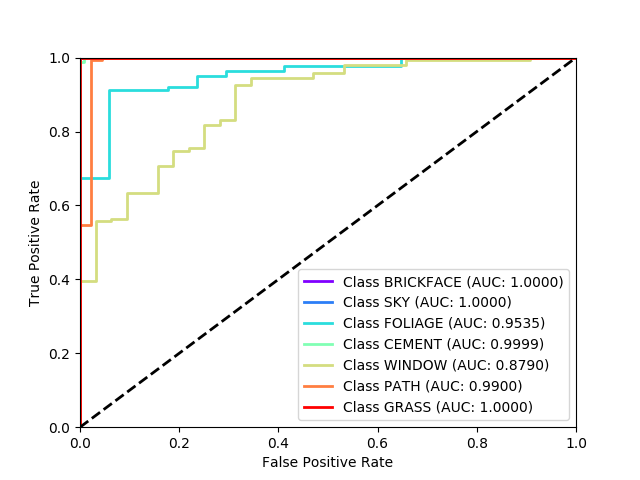 1.0
0.8
0.6
0.4
0.2
0.0
True Positive Rate
Class BRICKFACE (AUC: 1.0000)
Class SKY (AUC: 1.0000)
Class FOLIAGE (AUC: 0.9535)
Class CEMENT (AUC: 0.9999)
Class WINDOW (AUC: 0.8790)
Class PATH (AUC: 0.9900)
Class GRASS (AUC: 1.0000)
0.0 0.2 0.4 0.6 0.8 1.0
False Positive Rate